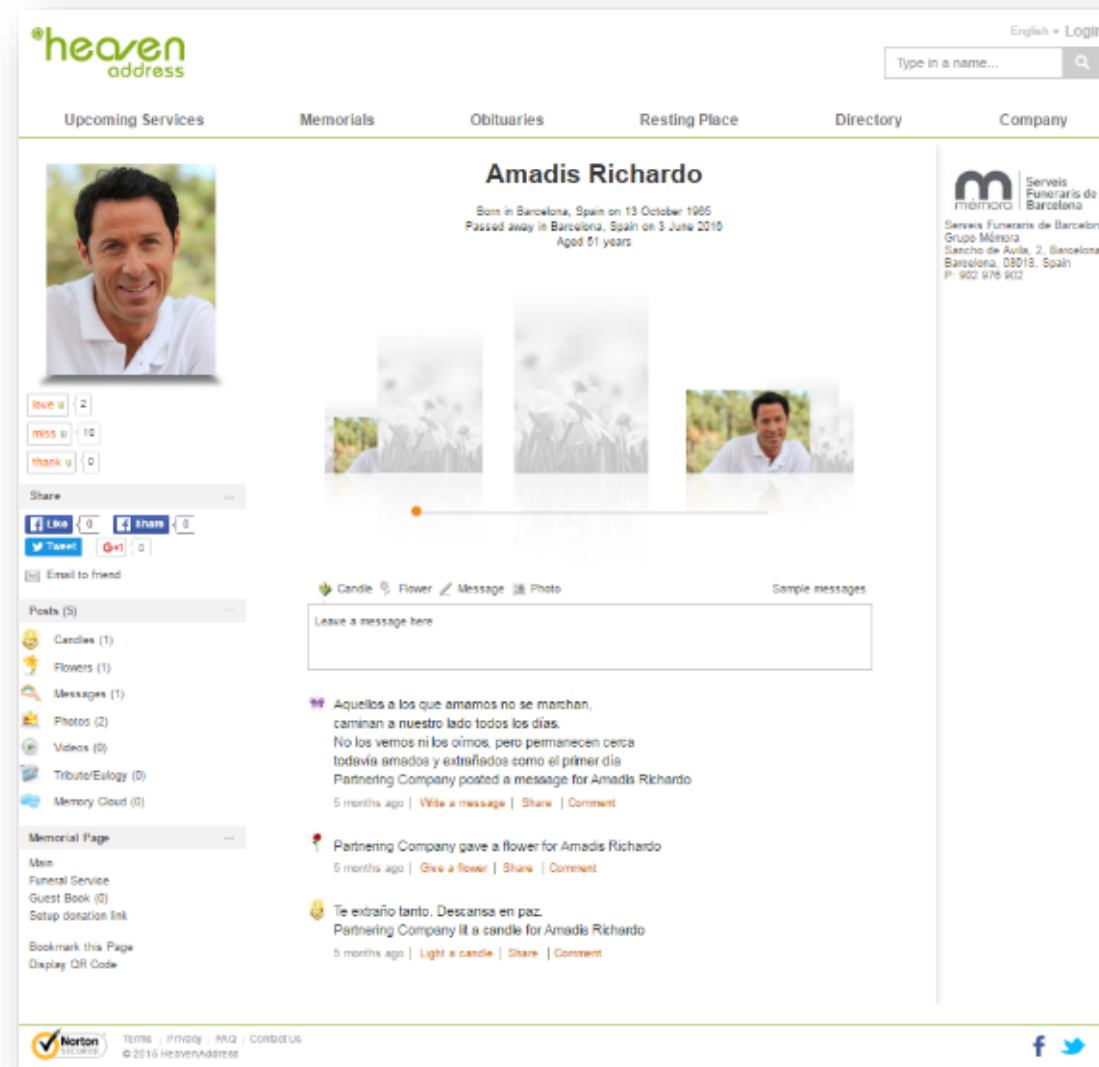 heaven
address
English Login
Type in a name...
Upcoming Services Memorials Obituaries Resting Place Directory Company
Amadis Richardo
Born in Barcelona, Spain on 13 October 1965
Passed away in Barcelona, Spain on 3 June 2016
Aged 51 years
mémora
Serveis
Funeraris de
Barcelona
Serveis Funeraris de Barcelon
Grupo Mémora
Sancho de Avila, 2, Barcelona
Barcelona, 08018, Spain
P: 902 976 902
love u 2
miss u 10
thank u 0
Share
Like 0 Share 0
Tweet G+1 0
Email to friend
Posts (5)
Candles (1)
Flowers (1)
Messages (1)
Photos (2)
Videos (0)
Tribute/Eulogy (0)
Memory Cloud (0)
Memorial Page
Main
Funeral Service
Guest Book (0)
Setup donation link
Bookmark this Page
Display QR Code
Candle Flower Message Photo Sample messages
Leave a message here
Aquellos a los que amamos no se marchan,
caminan a nuestro lado todos los días.
No los vemos ni los oímos, pero permanecen cerca
todavía amados y extrañados como el primer día
Partnering Company posted a message for Amadis Richardo
5 months ago | Write a message | Share | Comment
Partnering Company gave a flower for Amadis Richardo
5 months ago | Give a flower | Share | Comment
Te extraño tanto. Descansa en paz.
Partnering Company lit a candle for Amadis Richardo
5 months ago | Light a candle | Share | Comment
Norton
SECURED
Terms | Privacy | FAQ | Contact Us
© 2016 HeavenAddress